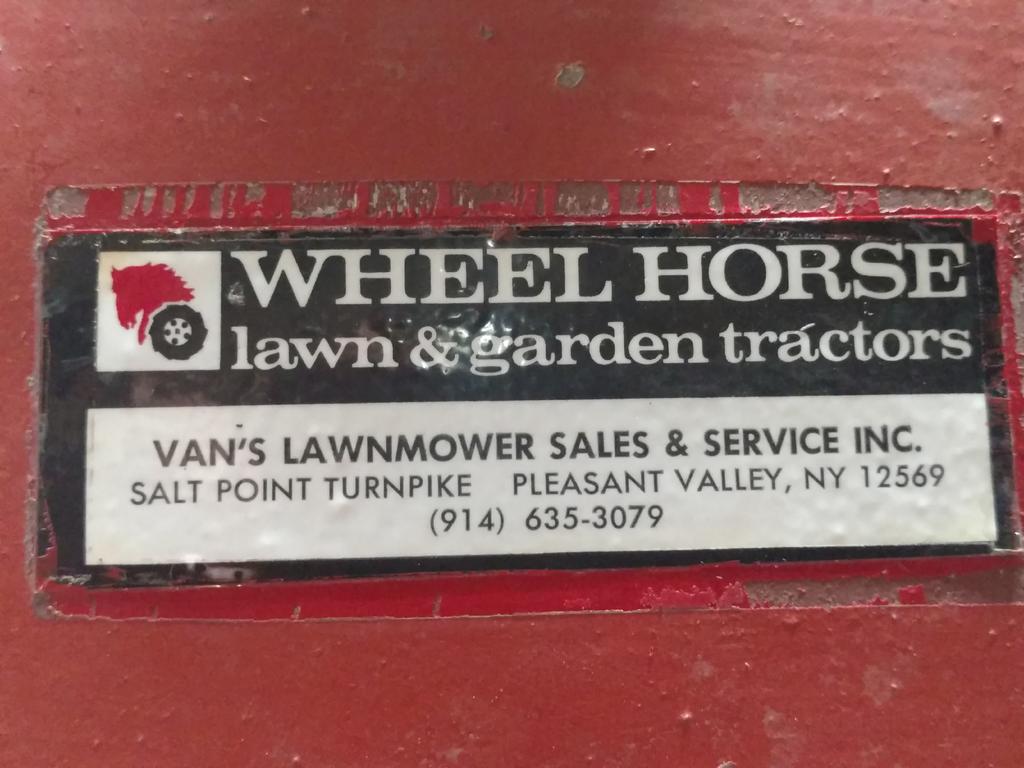 WHEEL HORSE
lawn & garden tractors
VAN'S LAWNMOWER SALES & SERVICE INC.
SALT POINT TURNPIKE PLEASANT VALLEY, NY 12569
(914) 635-3079